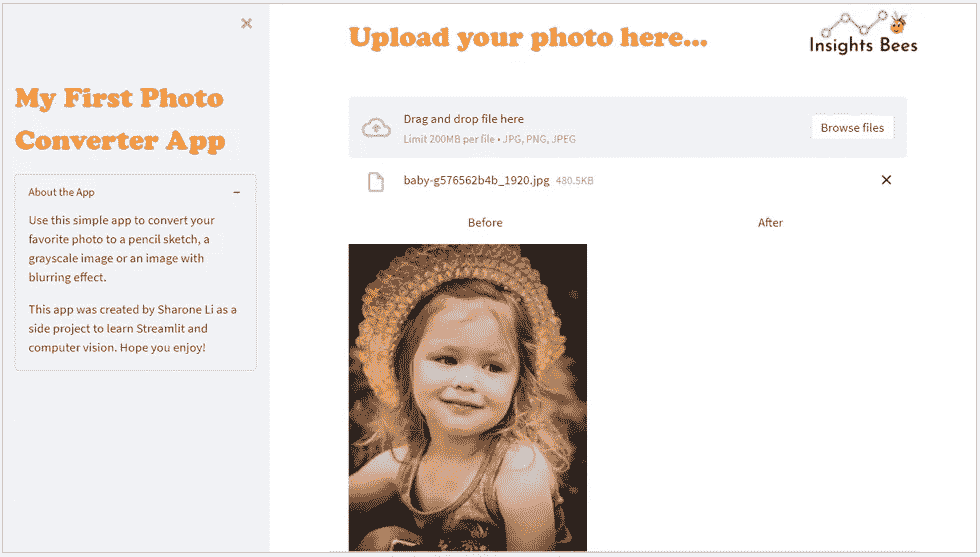 My First Photo
Converter App
About the App
Use this simple app to convert your
favorite photo to a pencil sketch, a
grayscale image or an image with
blurring effect.
This app was created by Sharone Li as a
side project to learn Streamlit and
computer vision. Hope you enjoy!
Upload your photo here...
Insights Bees
Drag and drop file here
Limit 200MB per file • JPG, PNG, JPEG
Browse files
baby-g576562b4b_1920.jpg 480.5KB
Before
After